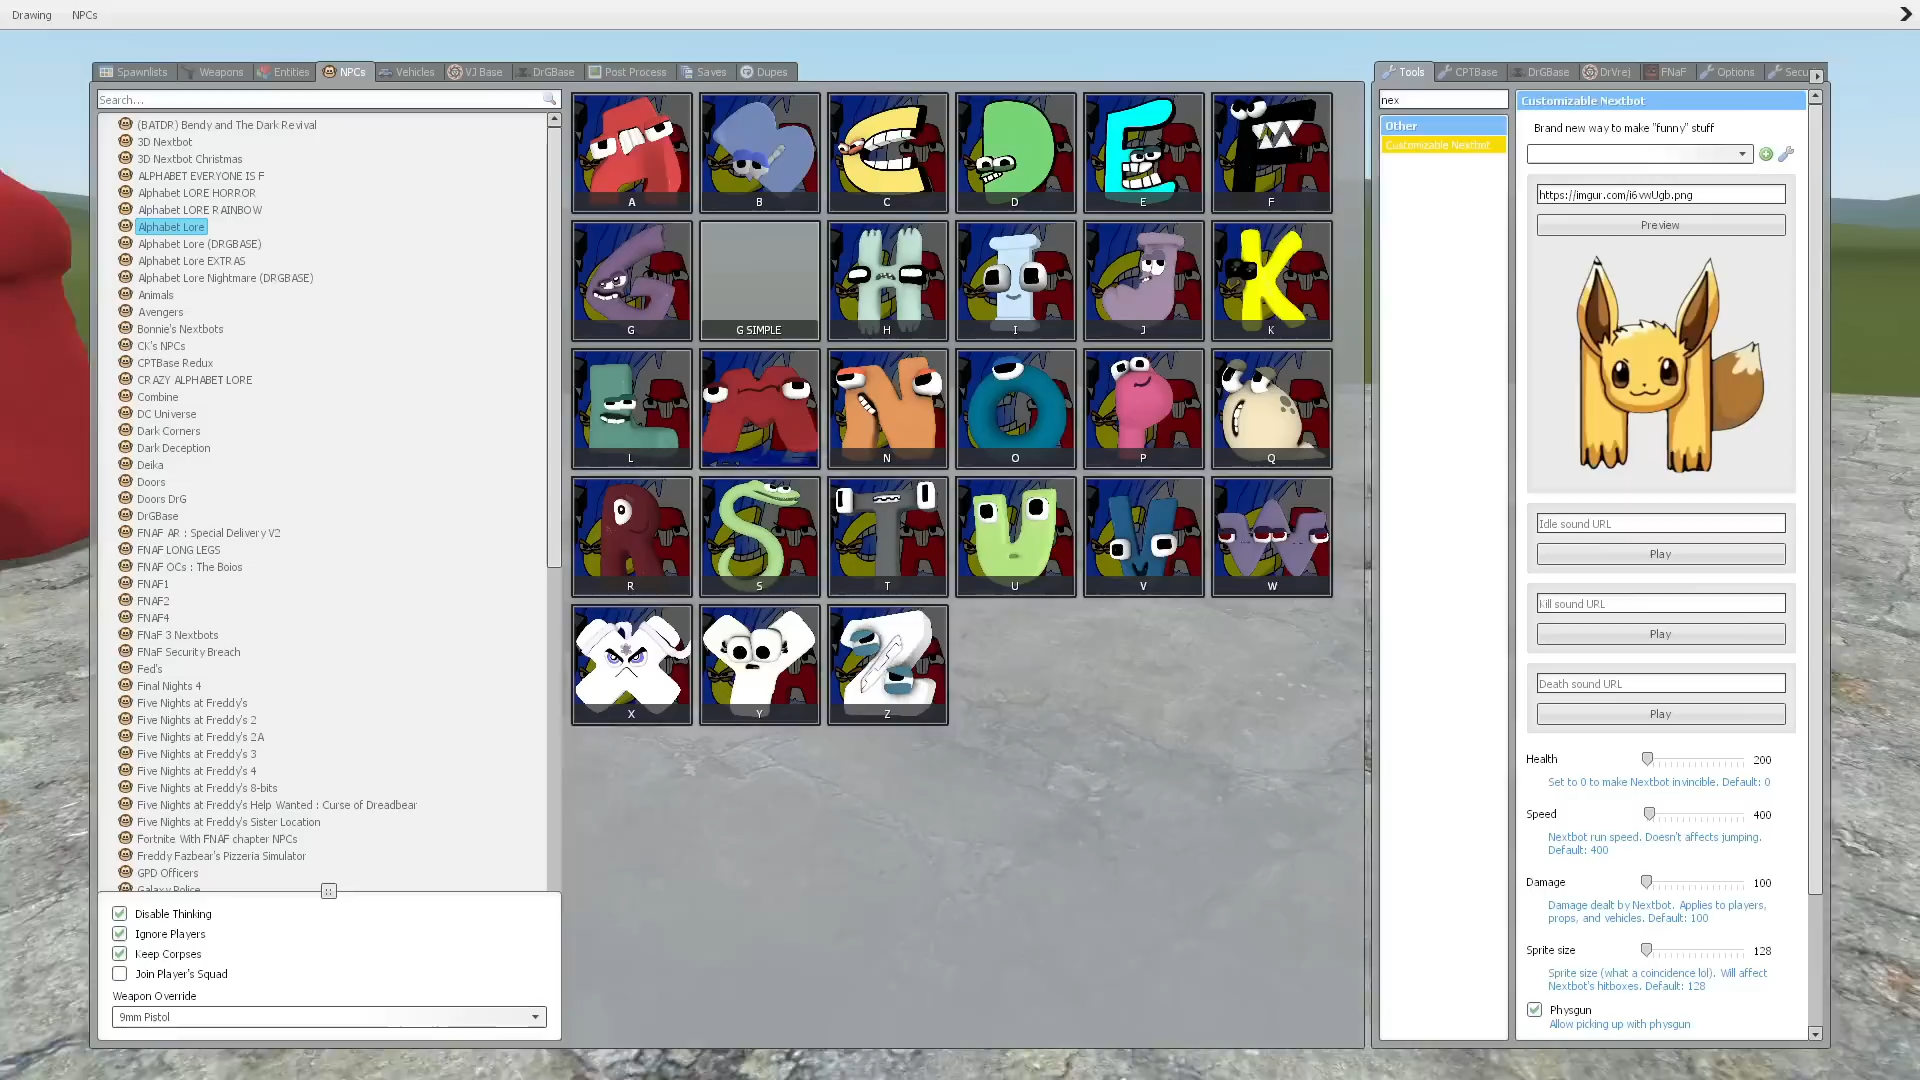 Drawing NPCs
Spawnlists Weapons Entities NPCs Vehicles VJ Base DrGBase Post Process Saves Dupes
Search...
(BATDR) Bendy and The Dark Revival
3D Nextbot
3D Nextbot Christmas
ALPHABET EVERYONE IS F
Alphabet LORE HORROR
Alphabet LORE RAINBOW
Alphabet Lore
Alphabet Lore (DRGBASE)
Alphabet Lore EXTRAS
Alphabet Lore Nightmare (DRGBASE)
Animals
Avengers
Bonnie's Nextbots
CK's NPCs
CPTBase Redux
CRAZY ALPHABET LORE
Combine
DC Universe
Dark Corners
Dark Deception
Deika
Doors
Doors DrG
DrGBase
FNAF AR : Special Delivery V2
FNAF LONG LEGS
FNAF OCs : The Boios
FNAF1
FNAF2
FNAF4
FNaF 3 Nextbots
FNaF Security Breach
Fed's
Final Nights 4
Five Nights at Freddy's
Five Nights at Freddy's 2
Five Nights at Freddy's 2A
Five Nights at Freddy's 3
Five Nights at Freddy's 4
Five Nights at Freddy's 8-bits
Five Nights at Freddy's Help Wanted : Curse of Dreadbear
Five Nights at Freddy's Sister Location
Fortnite With FNAF chapter NPCs
Freddy Fazbear's Pizzeria Simulator
GPD Officers
Galaxy Police
Disable Thinking
Ignore Players
Keep Corpses
Join Player's Squad
Weapon Override
9mm Pistol
A B C D E F
G G SIMPLE H I J K
L N O P Q
R S T U V W
X Y Z
Tools CPTBase DrGBase DrVrej FNaF Options Secu
nex
Other
Customizable Nextbot
Customizable Nextbot
Brand new way to make "funny" stuff
https://imgur.com/i6vwUgb.png
Preview
Idle sound URL
Play
Kill sound URL
Play
Death sound URL
Play
Health 200
Set to 0 to make Nextbot invincible. Default: 0
Speed 400
Nextbot run speed. Doesn't affects jumping.
Default: 400
Damage 100
Damage dealt by Nextbot. Applies to players,
props, and vehicles. Default: 100
Sprite size 128
Sprite size (what a coincidence lol). Will affect
Nextbot's hitboxes. Default: 128
Physgun
Allow picking up with physgun